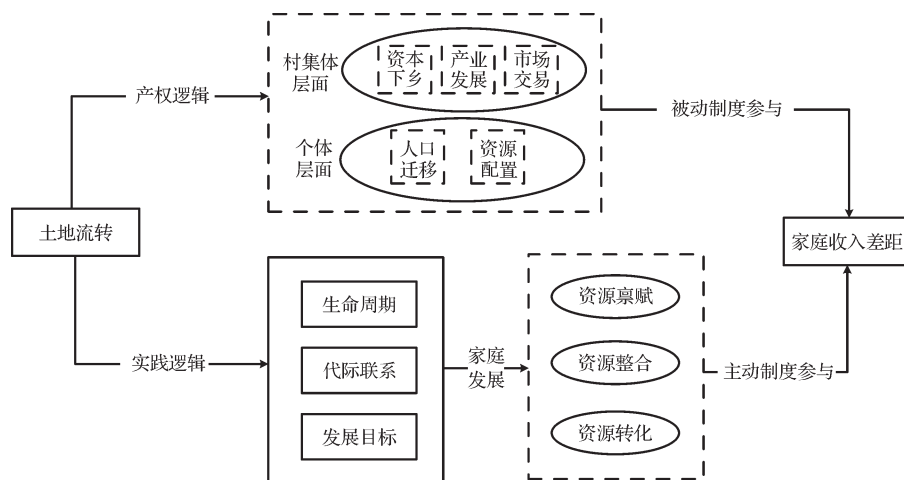 村集体
层面
资本
下乡
产业
发展
市场
交易
产权逻辑
被动制度参与
个体
层面
人口
迁移
资源
配置
土地流转
家庭收入差距
生命周期
资源禀赋
实践逻辑
代际联系
家庭
发展
资源整合
主动制度参与
发展目标
资源转化